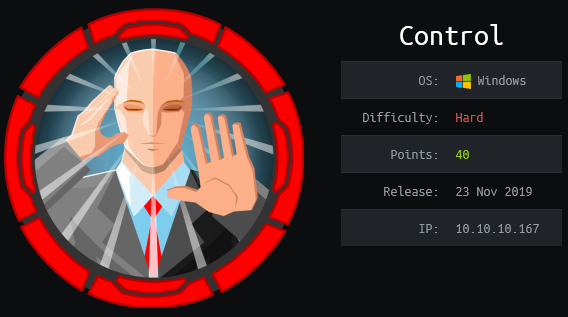 Control
OS: Windows
Difficulty: Hard
Points: 40
Release: 23 Nov 2019
IP: 10.10.10.167